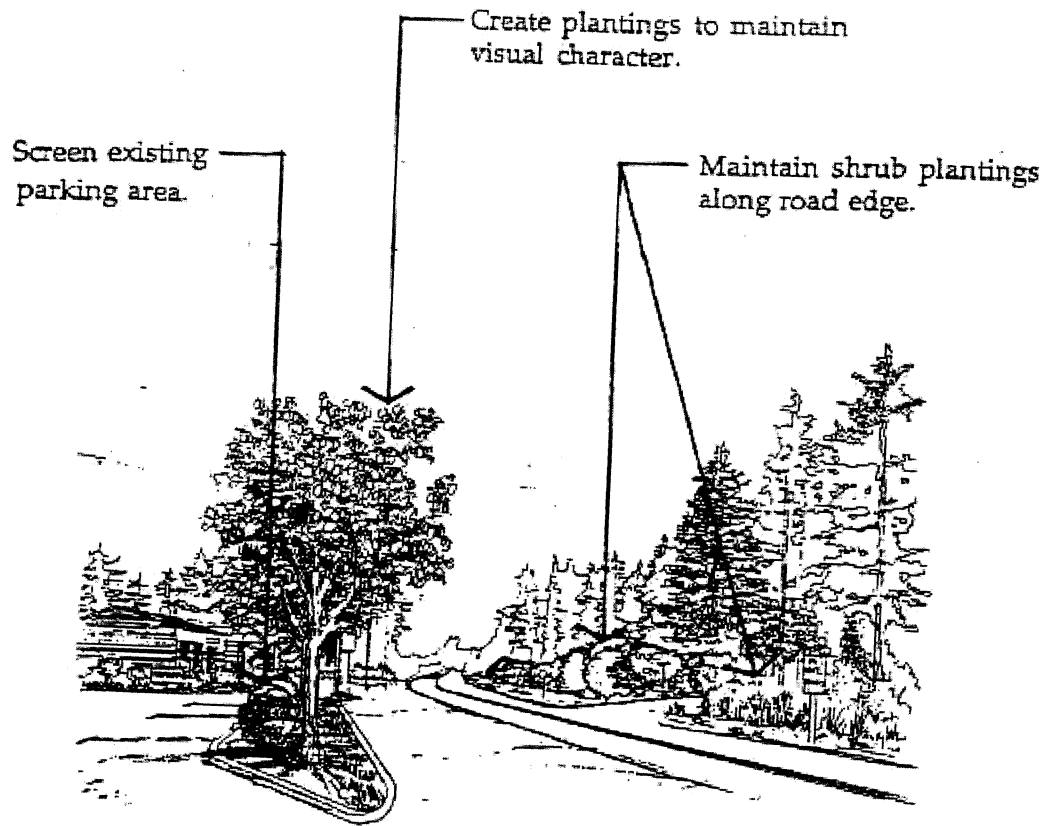 Create plantings to maintain
visual character.
Screen existing
parking area.
Maintain shrub plantings
along road edge.